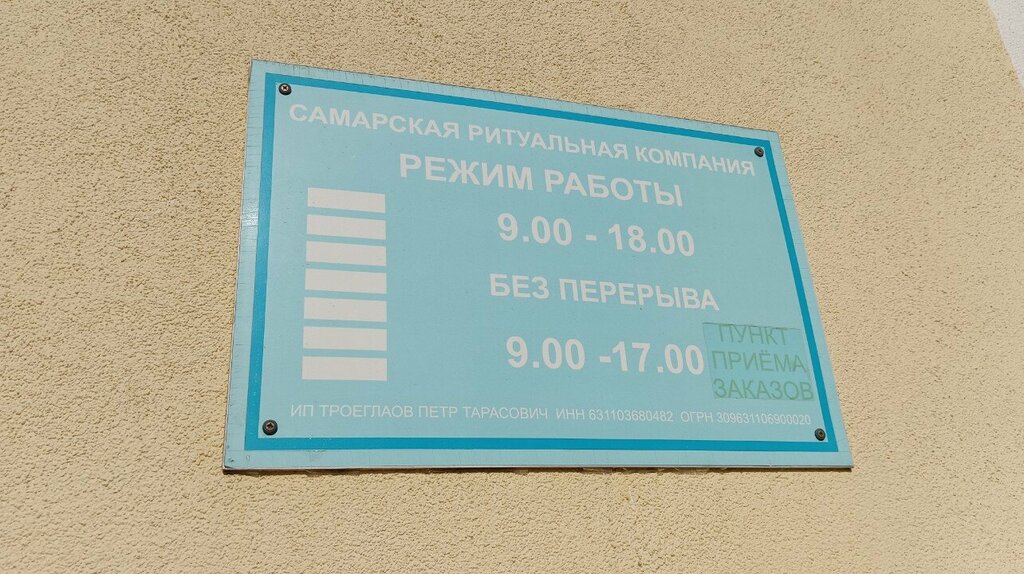 САМАРСКАЯ РИТУАЛЬНАЯ КОМПАНИЯ
РЕЖИМ РАБОТЫ
9.00 - 18.00
БЕЗ ПЕРЕРЫВА
9.00 -17.00
ПУНКТ
ПРИЁМА
ЗАКАЗОВ
ИП ТРОЕГЛАОВ ПЕТР ТАРАСОВИЧ ИНН 631103680482 ОГРН 309631106900020